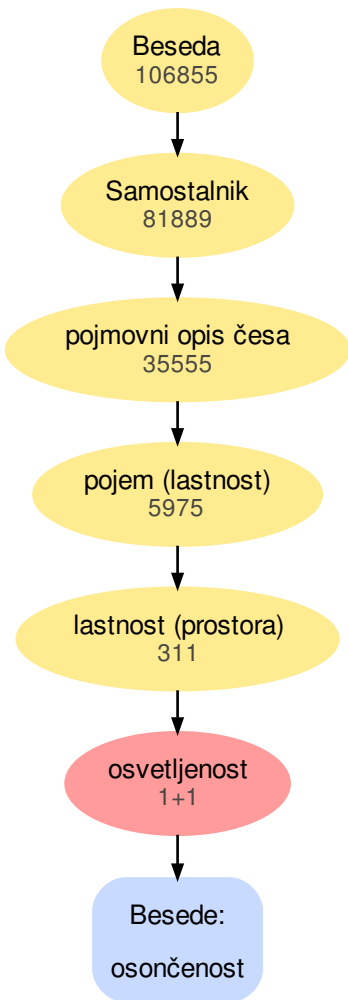 Beseda
106855
Samostalnik
81889
pojmovni opis česa
35555
pojem (lastnost)
5975
lastnost (prostora)
311
osvetljenost
1+1
Besede:
osončenost